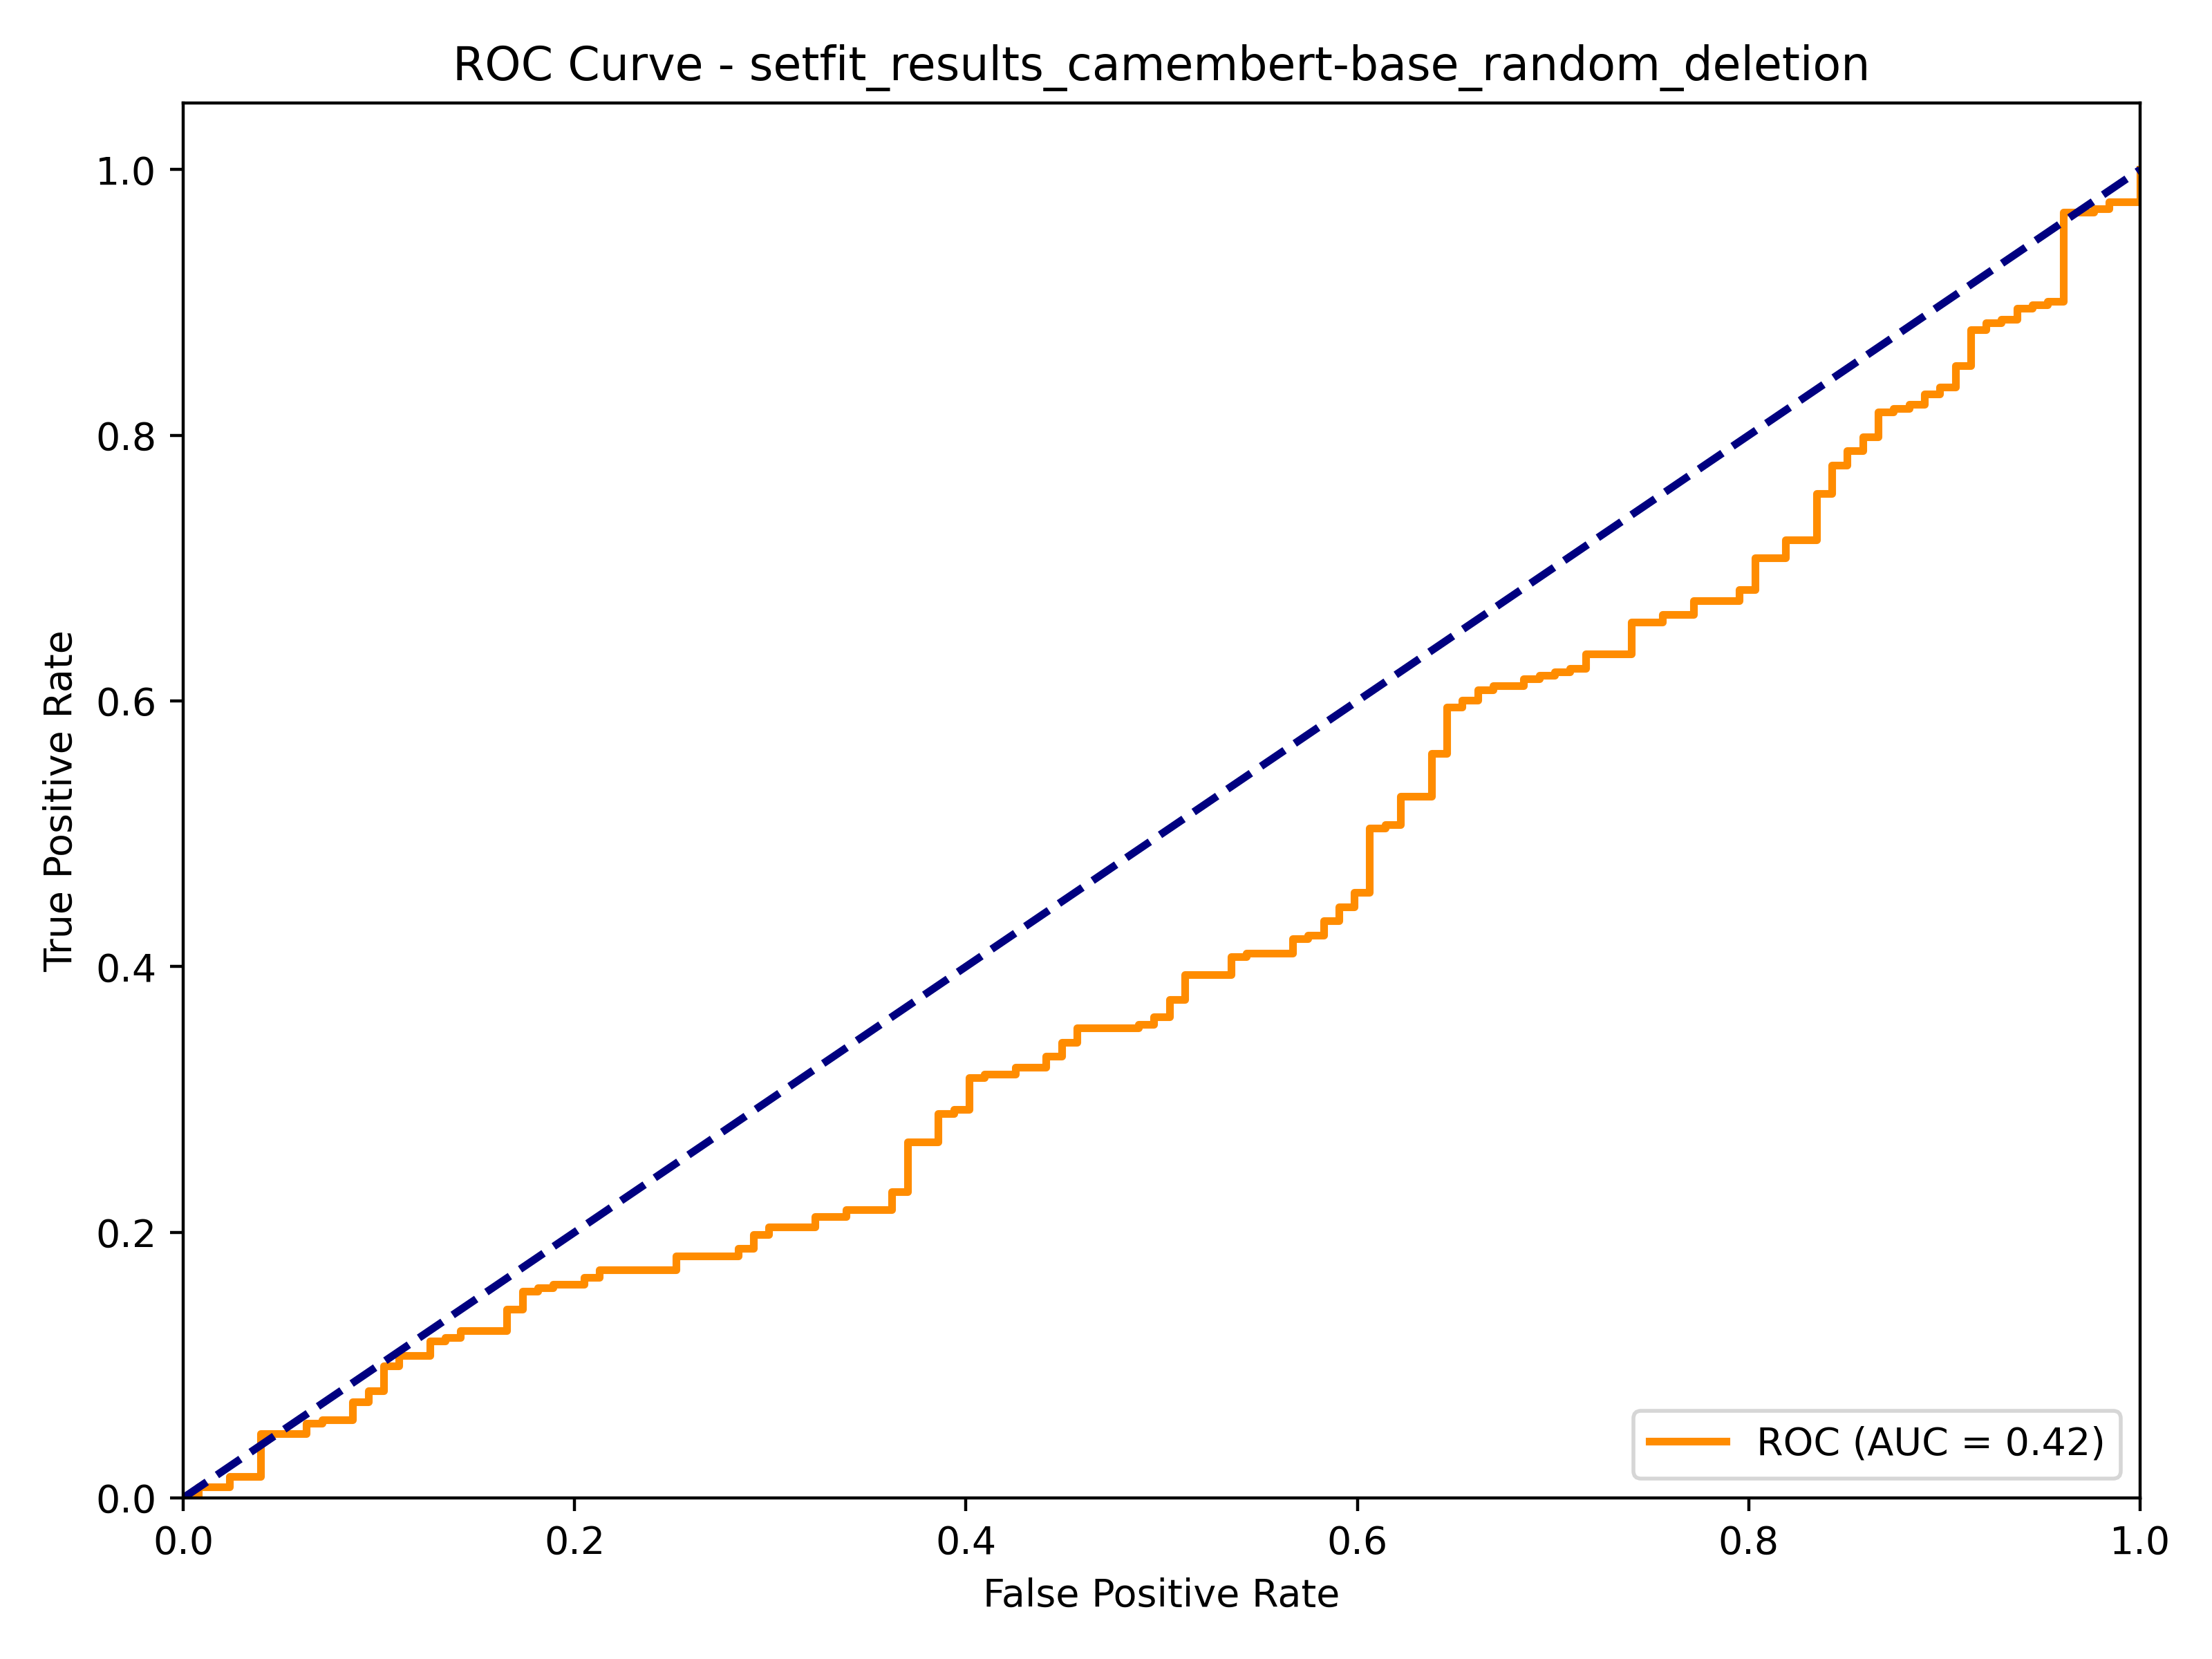 ROC Curve - setfit_results_camembert-base_random_deletion
True Positive Rate
1.0
0.8
0.6
0.4
0.2
0.0
0.0 0.2 0.4 0.6 0.8 1.0
False Positive Rate
ROC (AUC = 0.42)